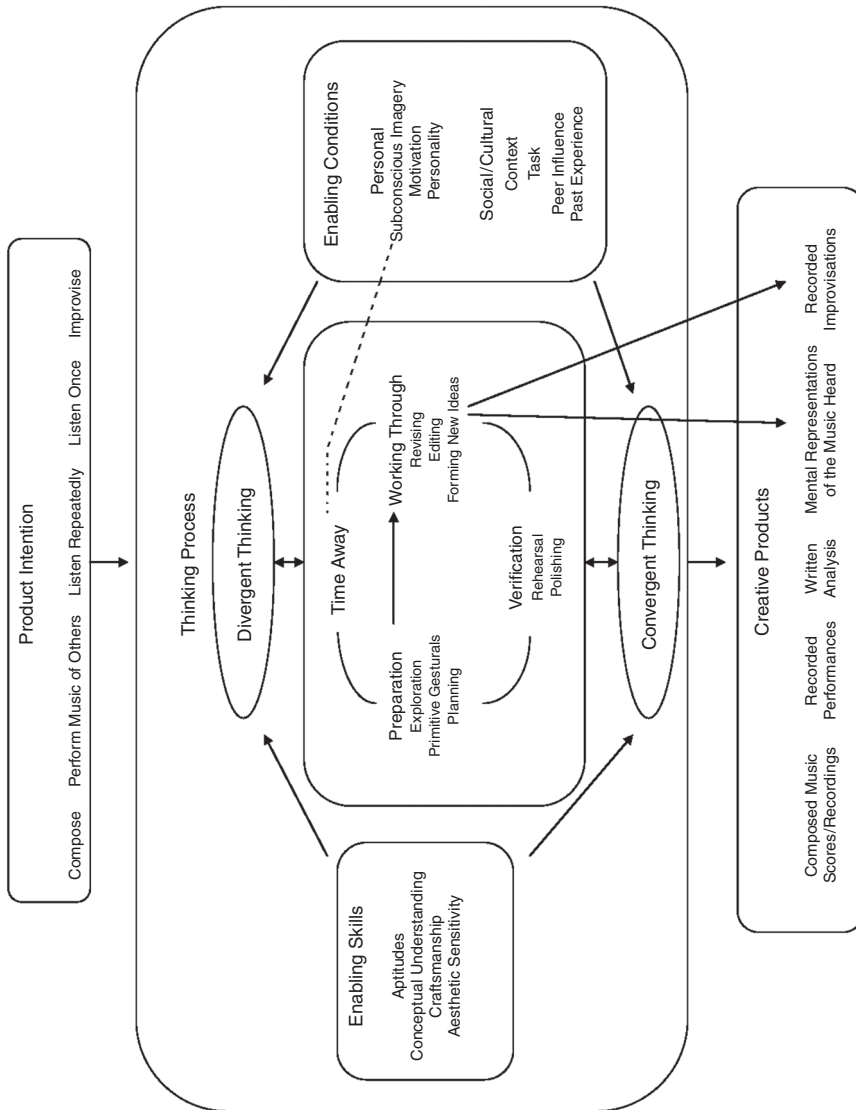 Product Intention
Compose Perform Music of Others Listen Repeatedly Listen Once Improvise
Thinking Process
Divergent Thinking
Enabling Skills
Aptitudes
Conceptual Understanding
Craftsmanship
Aesthetic Sensitivity
Time Away
Preparation
Exploration
Primitive Gesturals
Planning
Working Through
Revising
Editing
Forming New Ideas
Verification
Rehearsal
Polishing
Enabling Conditions
Personal
Subconscious Imagery
Motivation
Personality
Social/Cultural
Context
Task
Peer Influence
Past Experience
Convergent Thinking
Creative Products
Composed Music
Scores/Recordings
Recorded
Performances
Written
Analysis
Mental Representations
of the Music Heard
Recorded
Improvisations